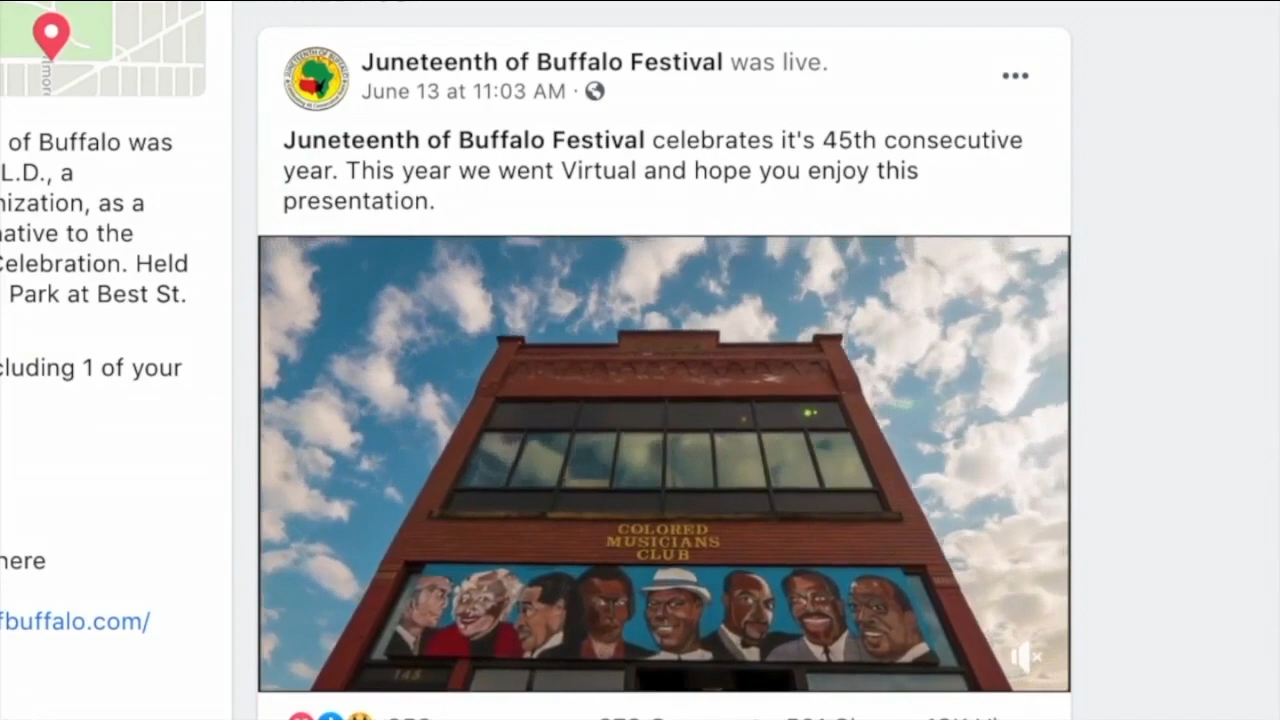 Juneteenth of Buffalo Festival was live.
June 13 at 11:03 AM ·
Juneteenth of Buffalo Festival celebrates it's 45th consecutive
year. This year we went Virtual and hope you enjoy this
presentation.
of Buffalo was
L.D., a
nization, as a
native to the
Celebration. Held
Park at Best St.
cluding 1 of your
here
fbuffalo.com/
COLORED
MUSICIANS
CLUB
145